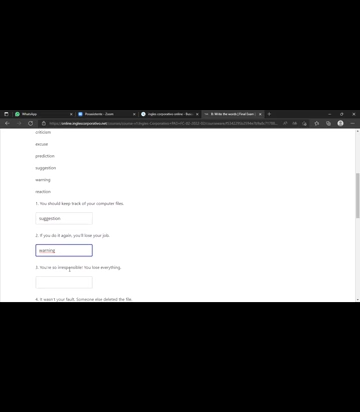 WhatsApp
criticism
excuse
prediction
suggestion
warning
reaction
1. You should keep track of your computer files.
suggestion
2. If you do it again, you'll lose your job.
warning
3. You're so irresponsible! You lose everything.
4. It wasn't your fault. Someone else deleted the file.